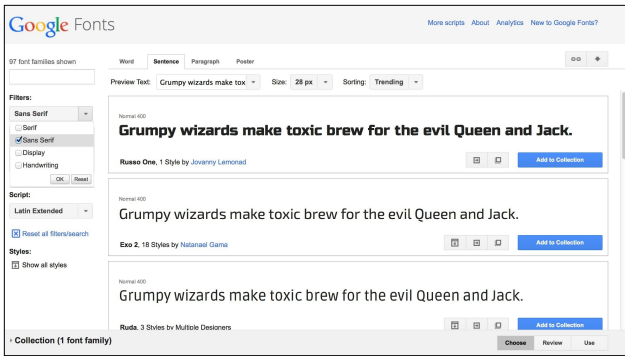 Google Fonts
More scripts About Analytics New to Google Fonts?
97 font families shown
Word Sentence Paragraph Poster
Preview Text: Grumpy wizards make tox Size: 28 px Sorting: Trending
Filters:
Sans Serif
Serif
Sans Serif
Display
Handwriting
OK Reset
Script:
Latin Extended
Reset all filters/search
Styles:
Show all styles
Normal 400
Grumpy wizards make toxic brew for the evil Queen and Jack.
Russo One, 1 Style by Jovanny Lemonad
Add to Collection
Normal 400
Grumpy wizards make toxic brew for the evil Queen and Jack.
Exo 2, 18 Styles by Natanael Gama
Add to Collection
Normal 400
Grumpy wizards make toxic brew for the evil Queen and Jack.
Ruda, 3 Styles by Multiple Designers
Add to Collection
Collection (1 font family)
Choose Review Use